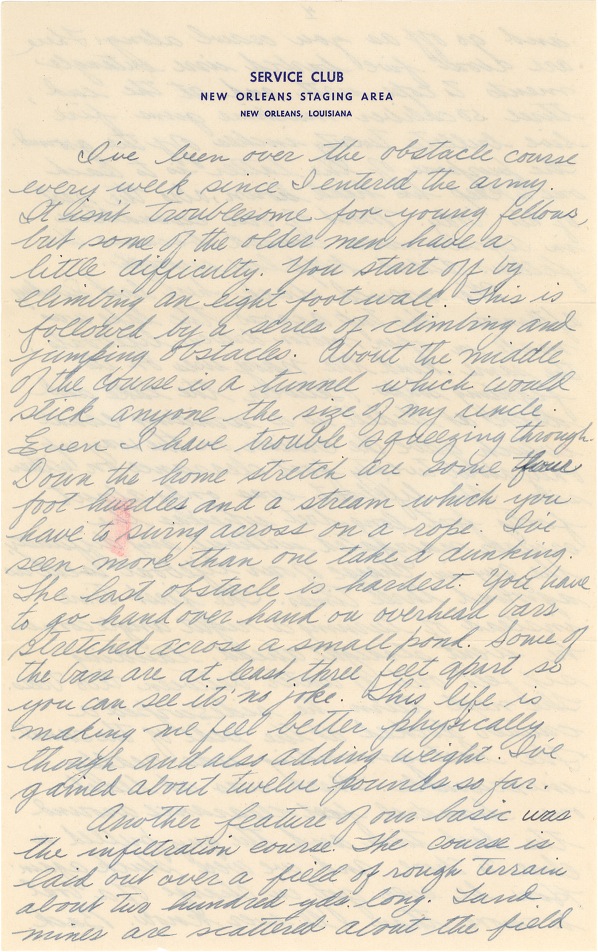 SERVICE CLUB
NEW ORLEANS STAGING AREA
NEW ORLEANS, LOUISIANA
I've been over the obstacle course
every week since I entered the army.
It isn't troublesome for young fellows,
but some of the older men have a
little difficulty. You start off by
climbing an eight foot wall. This is
followed by a series of climbing and
jumping obstacles. About the middle
of the course is a tunnel which would
stick anyone the size of my uncle.
Even I have trouble squeezing through.
Down the home stretch are some four
foot hurdles and a stream which you
have to swing across on a rope. I've
seen more than one take a dunking.
The last obstacle is hardest. You have
to go hand over hand on overhead bars
stretched across a small pond. Some of
the bars are at least three feet apart so
you can see it's no joke. This life is
making me feel better physically
though and also adding weight. I've
gained about twelve pounds so far.
Another feature of our basic was
the infiltration course. The course is
laid out over a field of rough terrain
about two hundred yds. long. Land
mines are scattered about the field